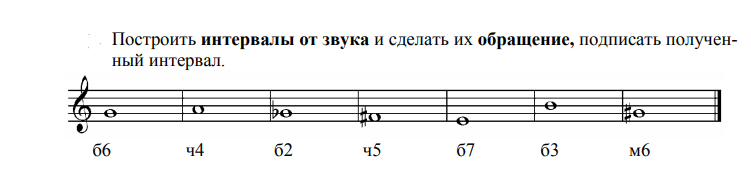 Построить интервалы от звука и сделать их обращение, подписать получен-
ный интервал.
б6 ч4 б2 ч5 б7 б3 м6